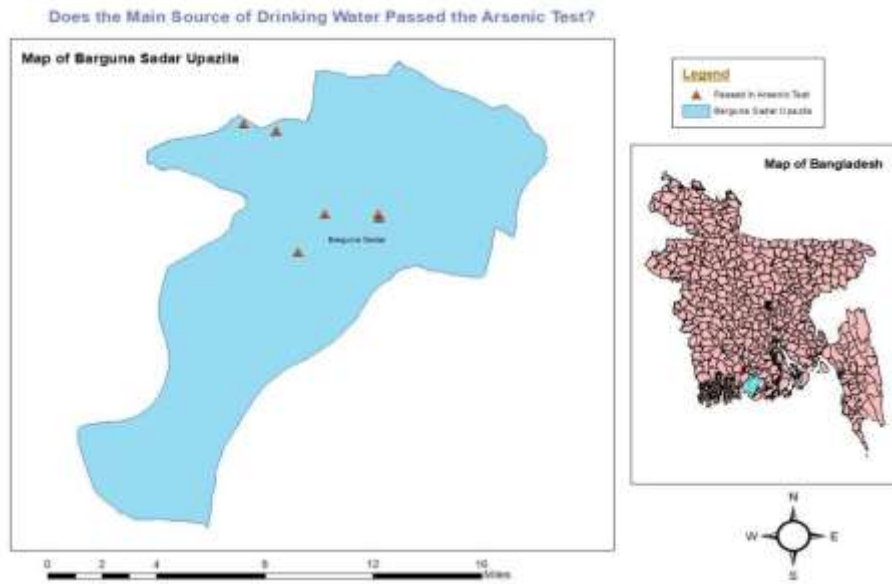 Does the Main Source of Drinking Water Passed the Arsenic Test?
Map of Barguna Sadar Upazila
Legend
Passed in Arsenic Test
Barguna Sadar Upazila
Map of Bangladesh
Barguna Sadar
N
W E
S
0 2 4 8 12 16
Miles